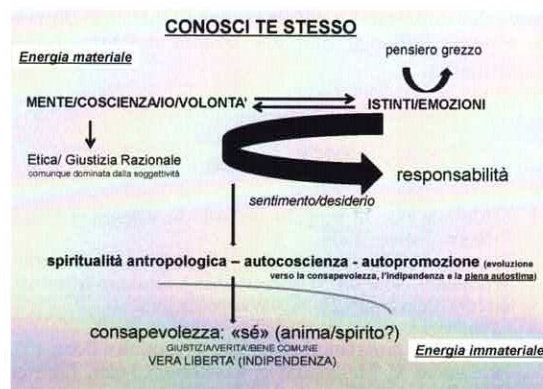 CONOSCI TE STESSO
Energia materiale
pensiero grezzo
MENTE/COSCIENZA/IO/VOLONTA'
ISTINTI/EMOZIONI
Etica/ Giustizia Razionale
comunque dominata dalla soggettività
responsabilità
sentimento/desiderio
spiritualità antropologica – autocoscienza - autopromozione (evoluzione
verso la consapevolezza, l'indipendenza e la piena autostima)
consapevolezza: «sé» (anima/spirito?)
GIUSTIZIA/VERITA'/BENE COMUNE
VERA LIBERTA' (INDIPENDENZA)
Energia immateriale